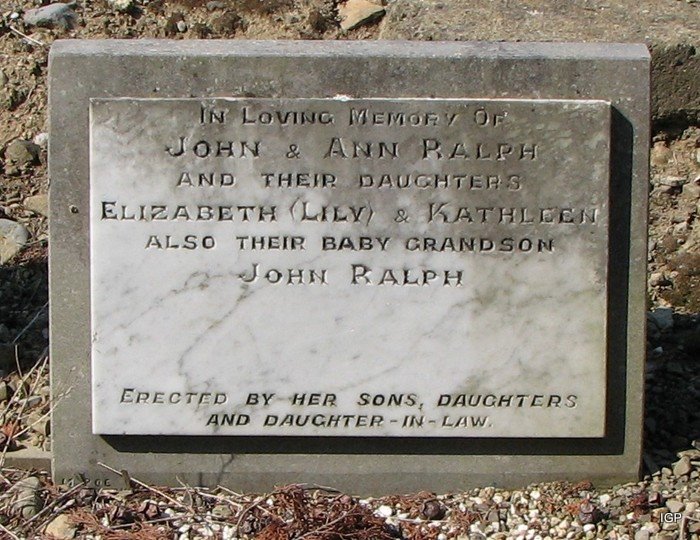 In Loving Memory Of
John & Ann Ralph
and their daughters
Elizabeth (Lily) & Kathleen
also their baby grandson
John Ralph
Erected by her sons, daughters
and daughter-in-law.
IGP